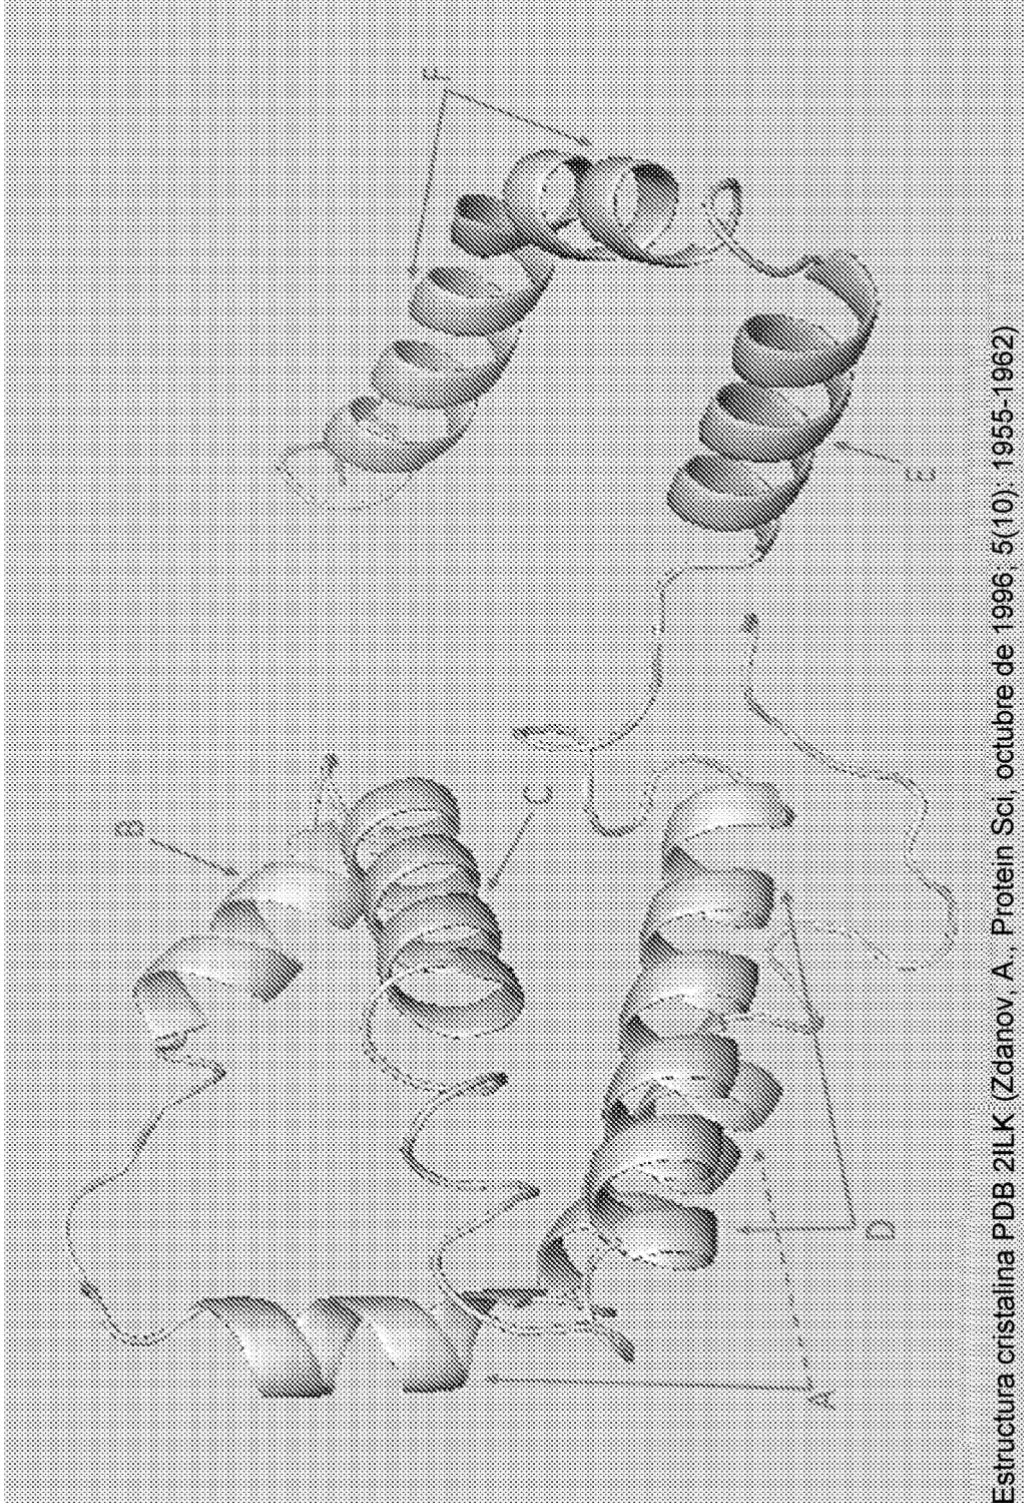 A
B
C
D
E
F
Estructura cristalina PDB 2ILK (Zdanov, A., Protein Sci, octubre de 1996; 5(10): 1955-1962)